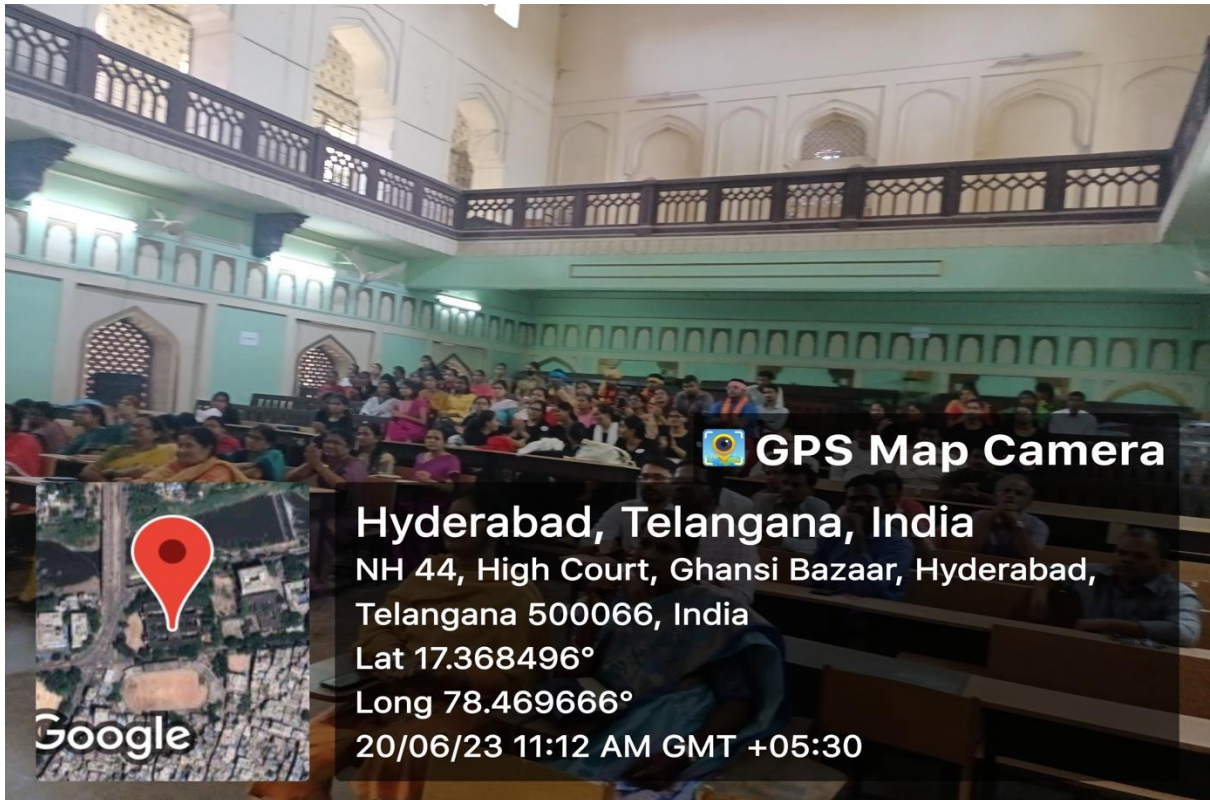 GPS Map Camera
Hyderabad, Telangana, India
NH 44, High Court, Ghansi Bazaar, Hyderabad,
Telangana 500066, India
Lat 17.368496°
Long 78.469666°
20/06/23 11:12 AM GMT +05:30
Google